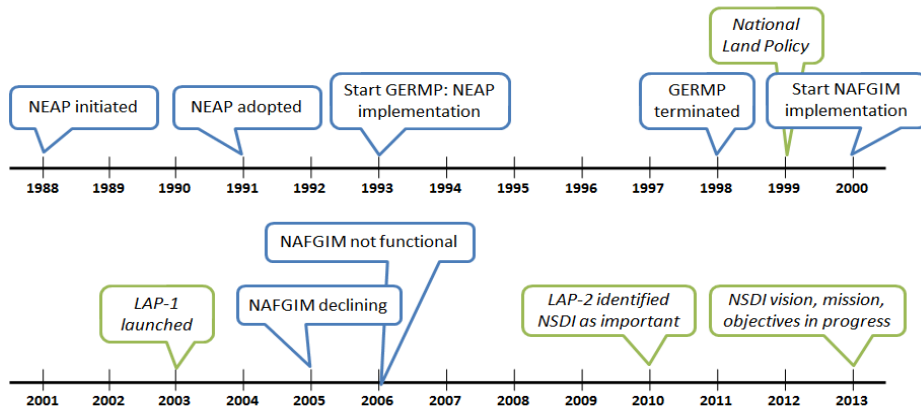 National
Land Policy
NEAP initiated
NEAP adopted
Start GERMP: NEAP
implementation
GERMP
terminated
Start NAFGIM
implementation
1988 1989 1990 1991 1992 1993 1994 1995 1996 1997 1998 1999 2000
NAFGIM not functional
LAP-1
launched
NAFGIM declining
LAP-2 identified
NSDI as important
NSDI vision, mission,
objectives in progress
2001 2002 2003 2004 2005 2006 2007 2008 2009 2010 2011 2012 2013